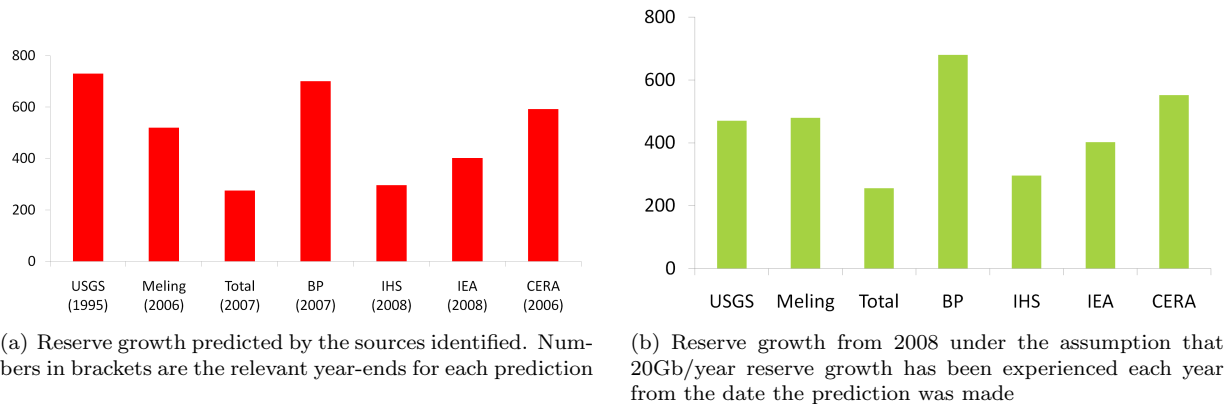 800
600
400
200
0
USGS Meling Total BP IHS IEA CERA
(1995) (2006) (2007) (2007) (2008) (2008) (2006)
(a) Reserve growth predicted by the sources identified. Num-
bers in brackets are the relevant year-ends for each prediction
800
600
400
200
0
USGS Meling Total BP IHS IEA CERA
(b) Reserve growth from 2008 under the assumption that
20Gb/year reserve growth has been experienced each year
from the date the prediction was made